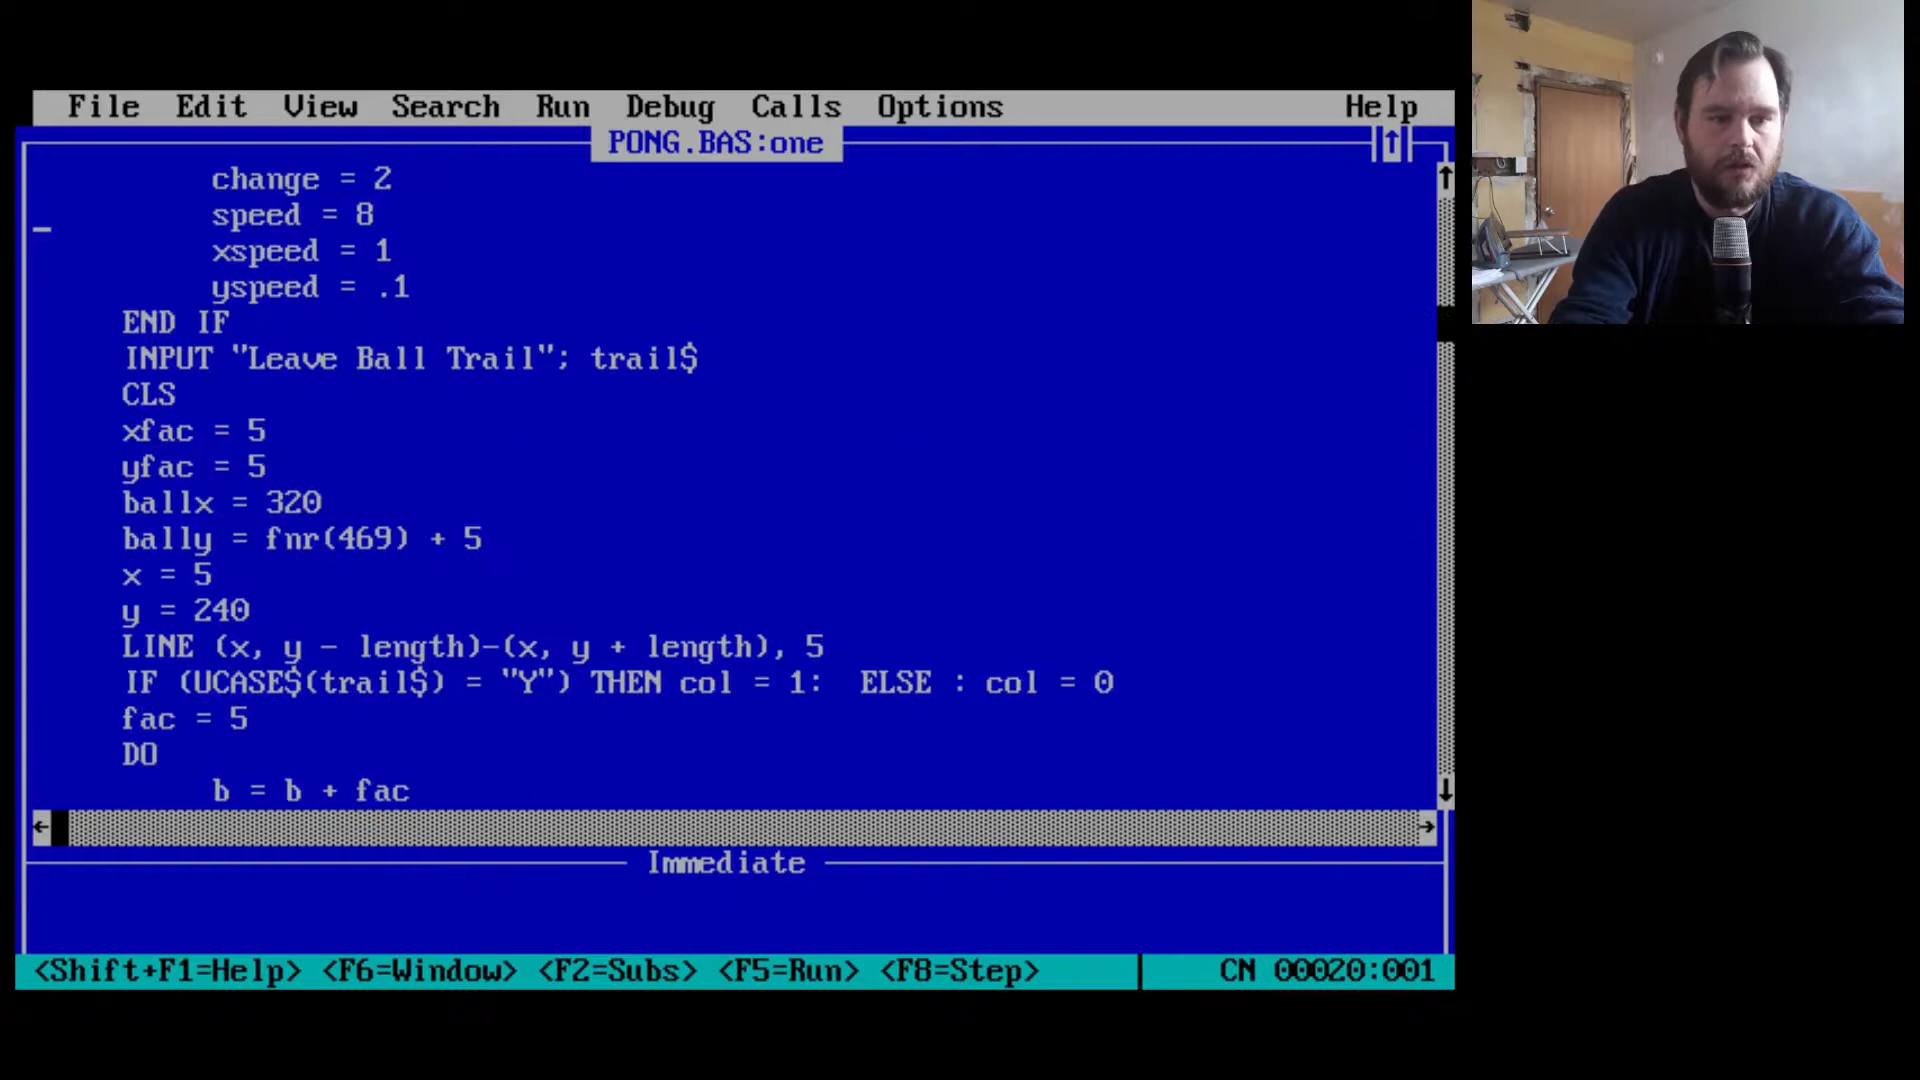 File Edit View Search Run Debug Calls Options Help
PONG.BAS:one
change = 2
speed = 8
xspeed = 1
yspeed = .1
END IF
INPUT "Leave Ball Trail"; trail$
CLS
xfac = 5
yfac = 5
ballx = 320
bally = fnr(469) + 5
x = 5
y = 240
LINE (x, y - length)-(x, y + length), 5
IF (UCASE$(trail$) = "Y") THEN col = 1:  ELSE : col = 0
fac = 5
DO
b = b + fac
Immediate
<Shift+F1=Help> <F6=Window> <F2=Subs> <F5=Run> <F8=Step> CN 00020:001